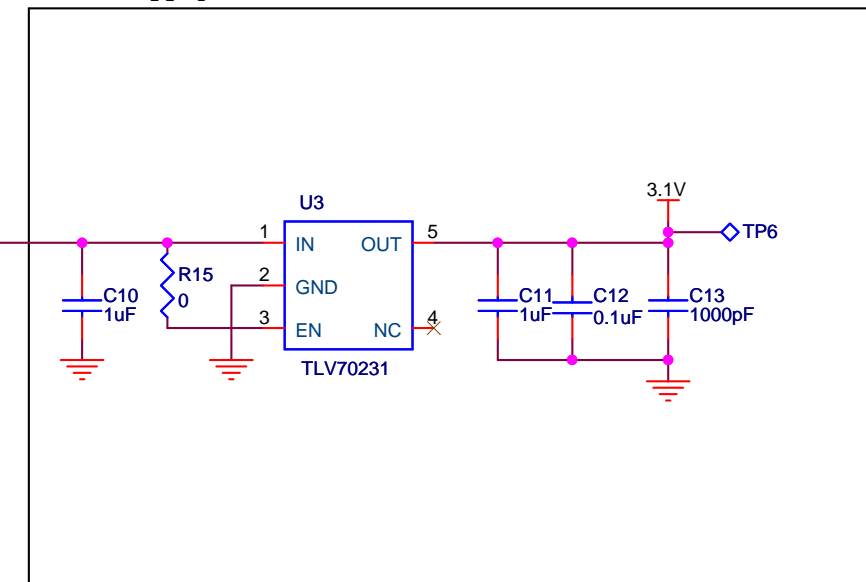 3.1V
U3
1
5
TP6
IN
OUT
R15
0
2
GND
C10
1uF
C11
1uF
C12
0.1uF
C13
1000pF
3
EN
NC
4
TLV70231